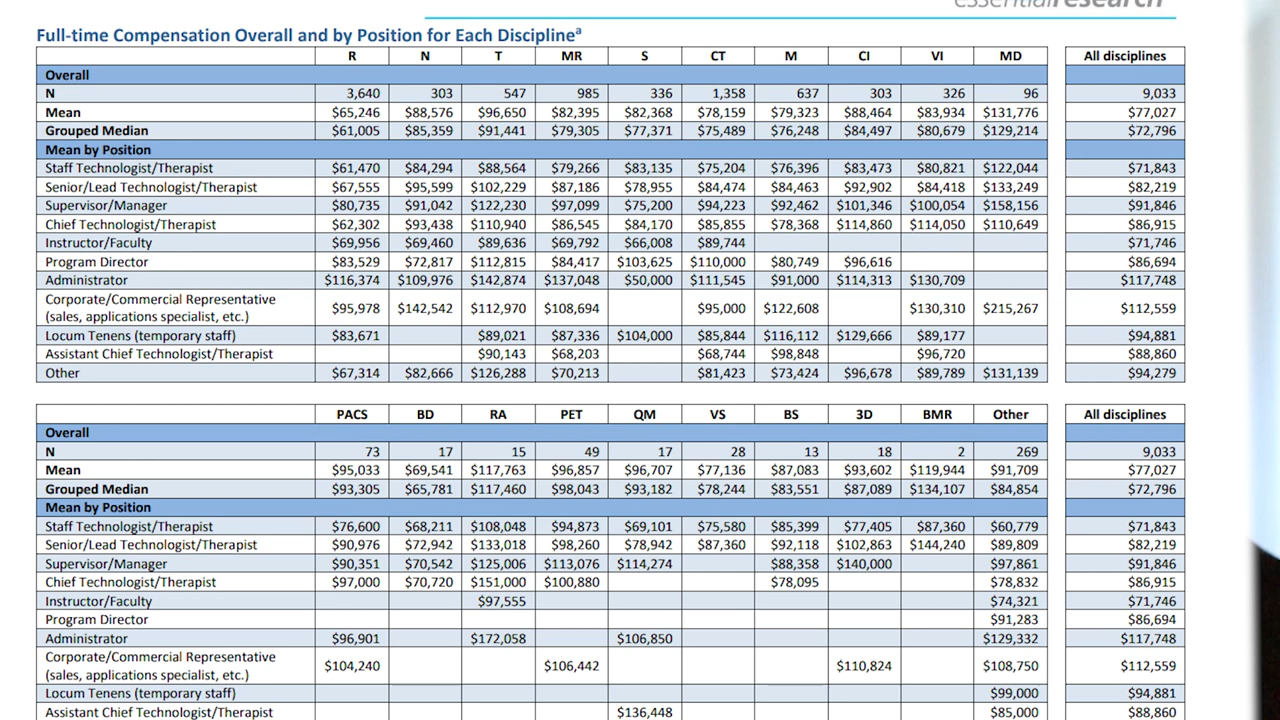 essentialresearch
Full-time Compensation Overall and by Position for Each Disciplineᵃ
R N T MR S CT M CI VI MD All disciplines
Overall
N 3,640 303 547 985 336 1,358 637 303 326 96 9,033
Mean $65,246 $88,576 $96,650 $82,395 $82,368 $78,159 $79,323 $88,464 $83,934 $131,776 $77,027
Grouped Median $61,005 $85,359 $91,441 $79,305 $77,371 $75,489 $76,248 $84,497 $80,679 $129,214 $72,796
Mean by Position
Staff Technologist/Therapist $61,470 $84,294 $88,564 $79,266 $83,135 $75,204 $76,396 $83,473 $80,821 $122,044 $71,843
Senior/Lead Technologist/Therapist $67,555 $95,599 $102,229 $87,186 $78,955 $84,474 $84,463 $92,902 $84,418 $133,249 $82,219
Supervisor/Manager $80,735 $91,042 $122,230 $97,099 $75,200 $94,223 $92,462 $101,346 $100,054 $158,156 $91,846
Chief Technologist/Therapist $62,302 $93,438 $110,940 $86,545 $84,170 $85,855 $78,368 $114,860 $114,050 $110,649 $86,915
Instructor/Faculty $69,956 $69,460 $89,636 $69,792 $66,008 $89,744 $71,746
Program Director $83,529 $72,817 $112,815 $84,417 $103,625 $110,000 $80,749 $96,616 $86,694
Administrator $116,374 $109,976 $142,874 $137,048 $50,000 $111,545 $91,000 $114,313 $130,709 $117,748
Corporate/Commercial Representative
(sales, applications specialist, etc.) $95,978 $142,542 $112,970 $108,694 $95,000 $122,608 $130,310 $215,267 $112,559
Locum Tenens (temporary staff) $83,671 $89,021 $87,336 $104,000 $85,844 $116,112 $129,666 $89,177 $94,881
Assistant Chief Technologist/Therapist $90,143 $68,203 $68,744 $98,848 $96,720 $88,860
Other $67,314 $82,666 $126,288 $70,213 $81,423 $73,424 $96,678 $89,789 $131,139 $94,279
PACS BD RA PET QM VS BS 3D BMR Other All disciplines
Overall
N 73 17 15 49 17 28 13 18 2 269 9,033
Mean $95,033 $69,541 $117,763 $96,857 $96,707 $77,136 $87,083 $93,602 $119,944 $91,709 $77,027
Grouped Median $93,305 $65,781 $117,460 $98,043 $93,182 $78,244 $83,551 $87,089 $134,107 $84,854 $72,796
Mean by Position
Staff Technologist/Therapist $76,600 $68,211 $108,048 $94,873 $69,101 $75,580 $85,399 $77,405 $87,360 $60,779 $71,843
Senior/Lead Technologist/Therapist $90,976 $72,942 $133,018 $98,260 $78,942 $87,360 $92,118 $102,863 $144,240 $89,809 $82,219
Supervisor/Manager $90,351 $70,542 $125,006 $113,076 $114,274 $88,358 $140,000 $97,861 $91,846
Chief Technologist/Therapist $97,000 $70,720 $151,000 $100,880 $78,095 $78,832 $86,915
Instructor/Faculty $97,555 $74,321 $71,746
Program Director $91,283 $86,694
Administrator $96,901 $172,058 $106,850 $129,332 $117,748
Corporate/Commercial Representative
(sales, applications specialist, etc.) $104,240 $106,442 $110,824 $108,750 $112,559
Locum Tenens (temporary staff) $99,000 $94,881
Assistant Chief Technologist/Therapist $136,448 $85,000 $88,860